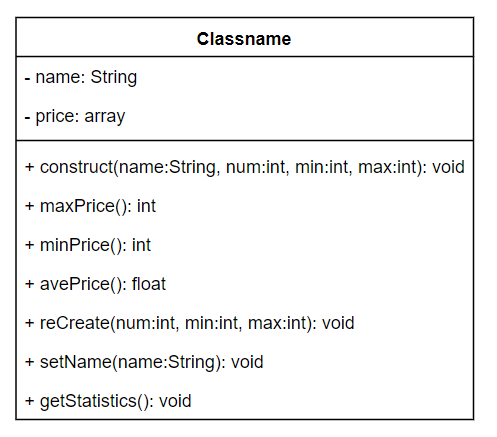 Classname
- name: String
- price: array
+ construct(name:String, num:int, min:int, max:int): void
+ maxPrice(): int
+ minPrice(): int
+ avePrice(): float
+ reCreate(num:int, min:int, max:int): void
+ setName(name:String): void
+ getStatistics(): void